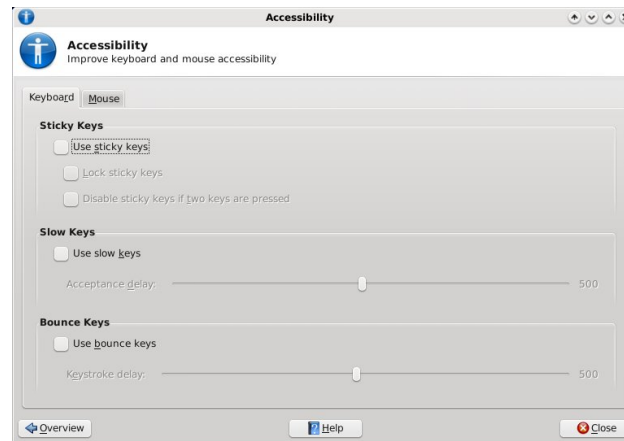 Accessibility
Accessibility
Improve keyboard and mouse accessibility
Keyboard Mouse
Sticky Keys
Use sticky keys
Lock sticky keys
Disable sticky keys if two keys are pressed
Slow Keys
Use slow keys
Acceptance delay: 500
Bounce Keys
Use bounce keys
Keystroke delay: 500
Overview Help Close